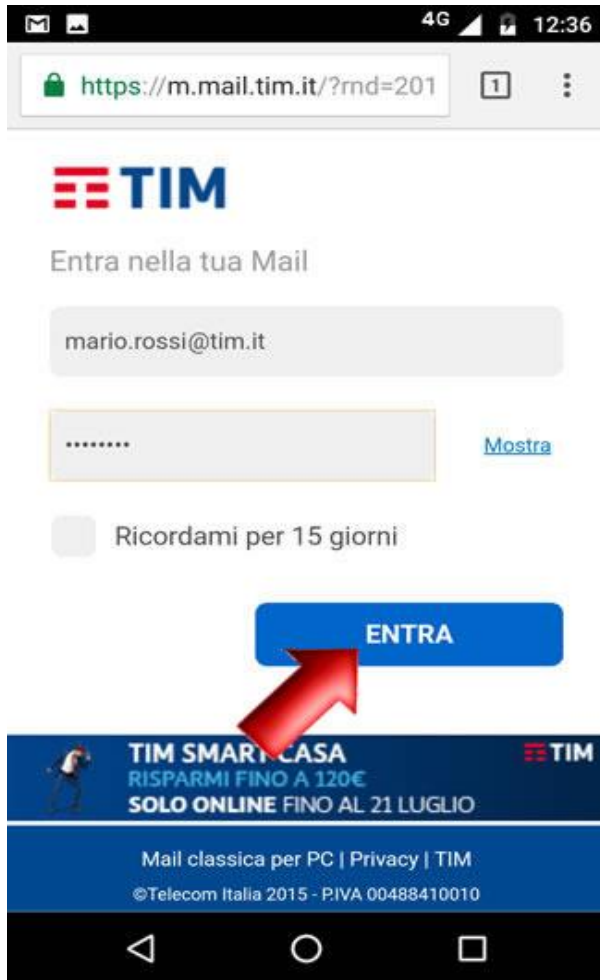 4G 12:36
https://m.mail.tim.it/?rnd=201 1
TIM
Entra nella tua Mail
mario.rossi@tim.it
•••••••• Mostra
Ricordami per 15 giorni
ENTRA
TIM SMART CASA TIM
RISPARMI FINO A 120€
SOLO ONLINE FINO AL 21 LUGLIO
Mail classica per PC | Privacy | TIM
©Telecom Italia 2015 - P.IVA 00488410010